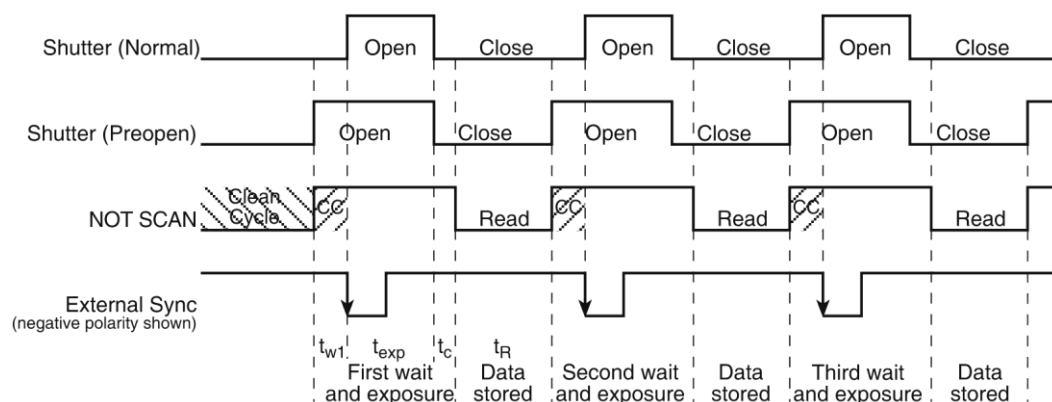 Shutter (Normal)
Open Close Open Close Open Close
Shutter (Preopen)
Open Close Open Close Open Close
Clean
Cycle
NOT SCAN
CC Read CC Read CC Read
External Sync
(negative polarity shown)
tw1 texp tc tR
First wait Data Second wait Data Third wait Data
and exposure stored and exposure stored and exposure stored